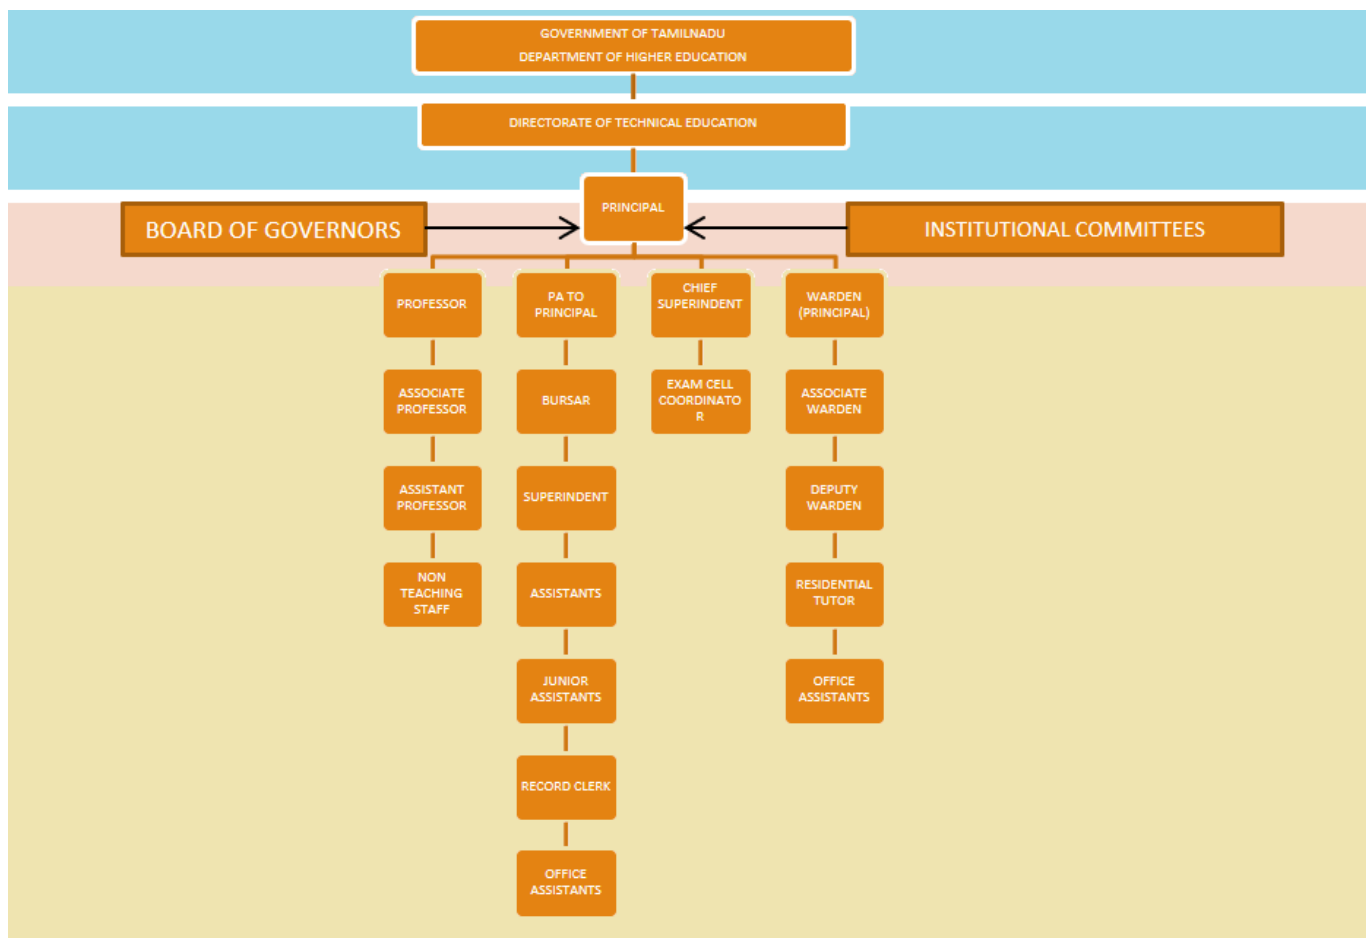 GOVERNMENT OF TAMILNADU
DEPARTMENT OF HIGHER EDUCATION
DIRECTORATE OF TECHNICAL EDUCATION
PRINCIPAL
BOARD OF GOVERNORS
INSTITUTIONAL COMMITTEES
PROFESSOR
PA TO
PRINCIPAL
CHIEF
SUPERINDENT
WARDEN
(PRINCIPAL)
ASSOCIATE
PROFESSOR
BURSAR
EXAM CELL
COORDINATO
R
ASSOCIATE
WARDEN
ASSISTANT
PROFESSOR
SUPERINDENT
DEPUTY
WARDEN
NON
TEACHING
STAFF
ASSISTANTS
RESIDENTIAL
TUTOR
JUNIOR
ASSISTANTS
OFFICE
ASSISTANTS
RECORD CLERK
OFFICE
ASSISTANTS